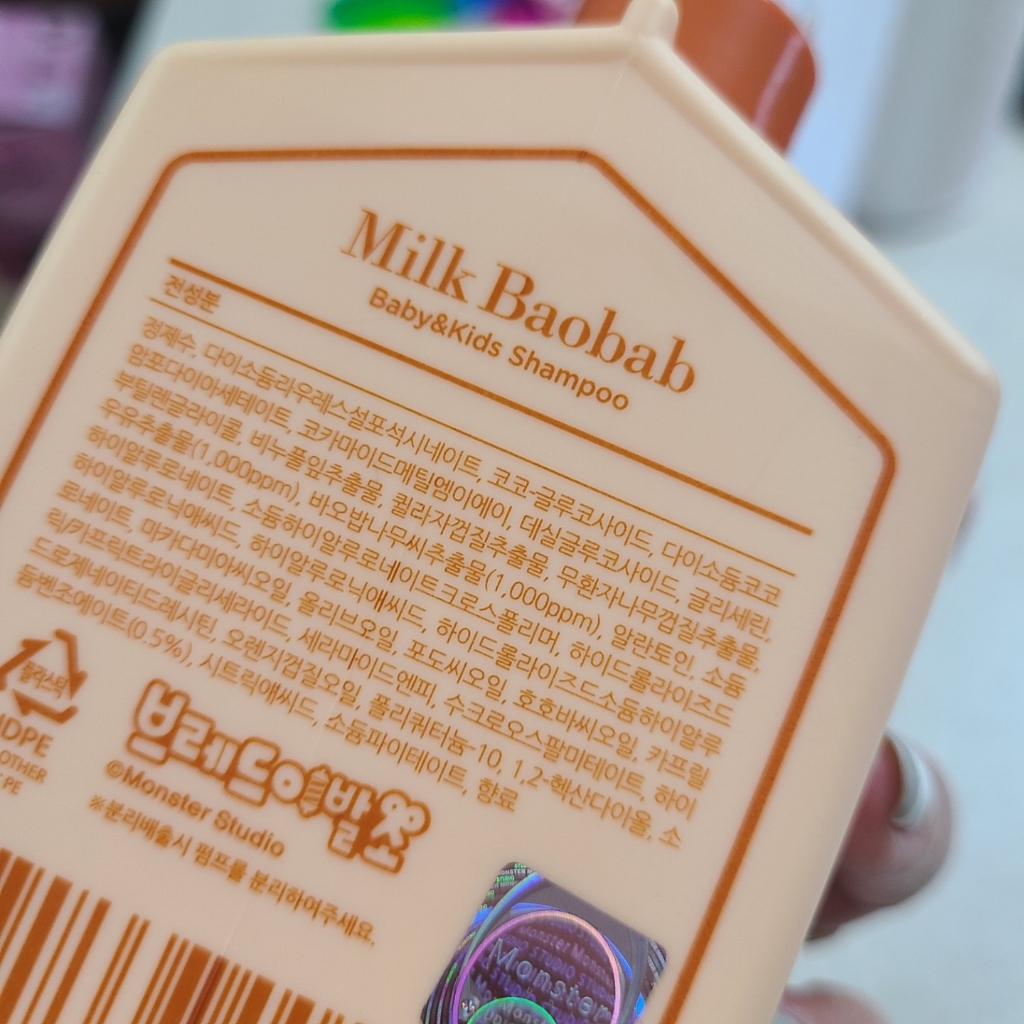 Milk Baobab
Baby&Kids Shampoo
전성분
정제수, 다이소듐라우레스설포석시네이트, 코코-글루코사이드, 다이소듐코코
암포다이아세테이트, 코카마이드메틸엠이에이, 데실글루코사이드, 글리세린,
부틸렌글라이콜, 비누풀잎추출물, 퀼라자껍질추출물, 무환자나무껍질추출물,
우유추출물(1,000ppm), 바오밥나무씨추출물(1,000ppm), 알란토인, 소듐
하이알루로네이트, 소듐하이알루로네이트크로스폴리머, 하이드롤라이즈드
하이알루로닉애씨드, 하이알루로닉애씨드, 하이드롤라이즈드소듐하이알루
로네이트, 마카다미아씨오일, 올리브오일, 포도씨오일, 호호바씨오일, 카프릴
릭/카프릭트라이글리세라이드, 세라마이드엔피, 수크로오스팔미테이트, 하이
드로제네이티드레시틴, 오렌지껍질오일, 폴리쿼터늄-10, 1,2-헥산다이올, 소
듐벤조에이트(0.5%), 시트릭애씨드, 소듐파이테이트, 향료
플라스틱
HDPE
OTHER
PE
브레드이발소
©Monster Studio
※분리배출시 펌프를 분리하여주세요.
Monster